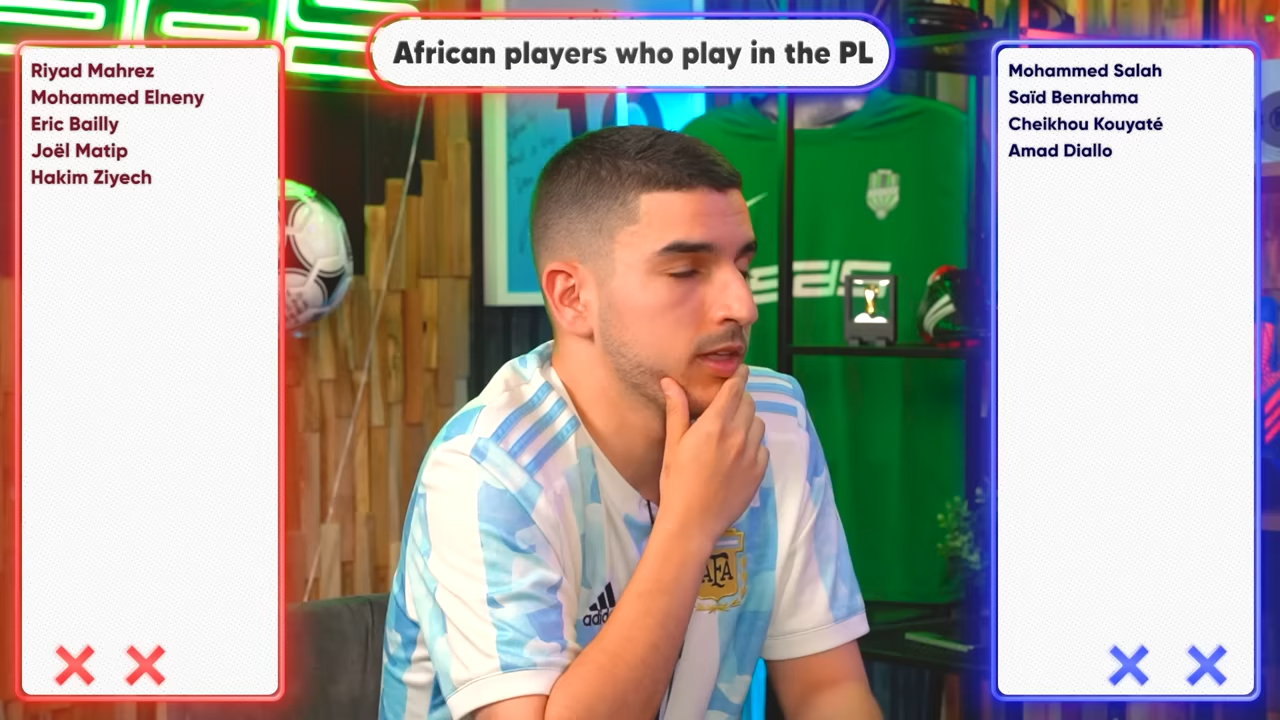 African players who play in the PL
Riyad Mahrez
Mohammed Elneny
Eric Bailly
Joël Matip
Hakim Ziyech
Mohammed Salah
Saïd Benrahma
Cheikhou Kouyaté
Amad Diallo
AFA